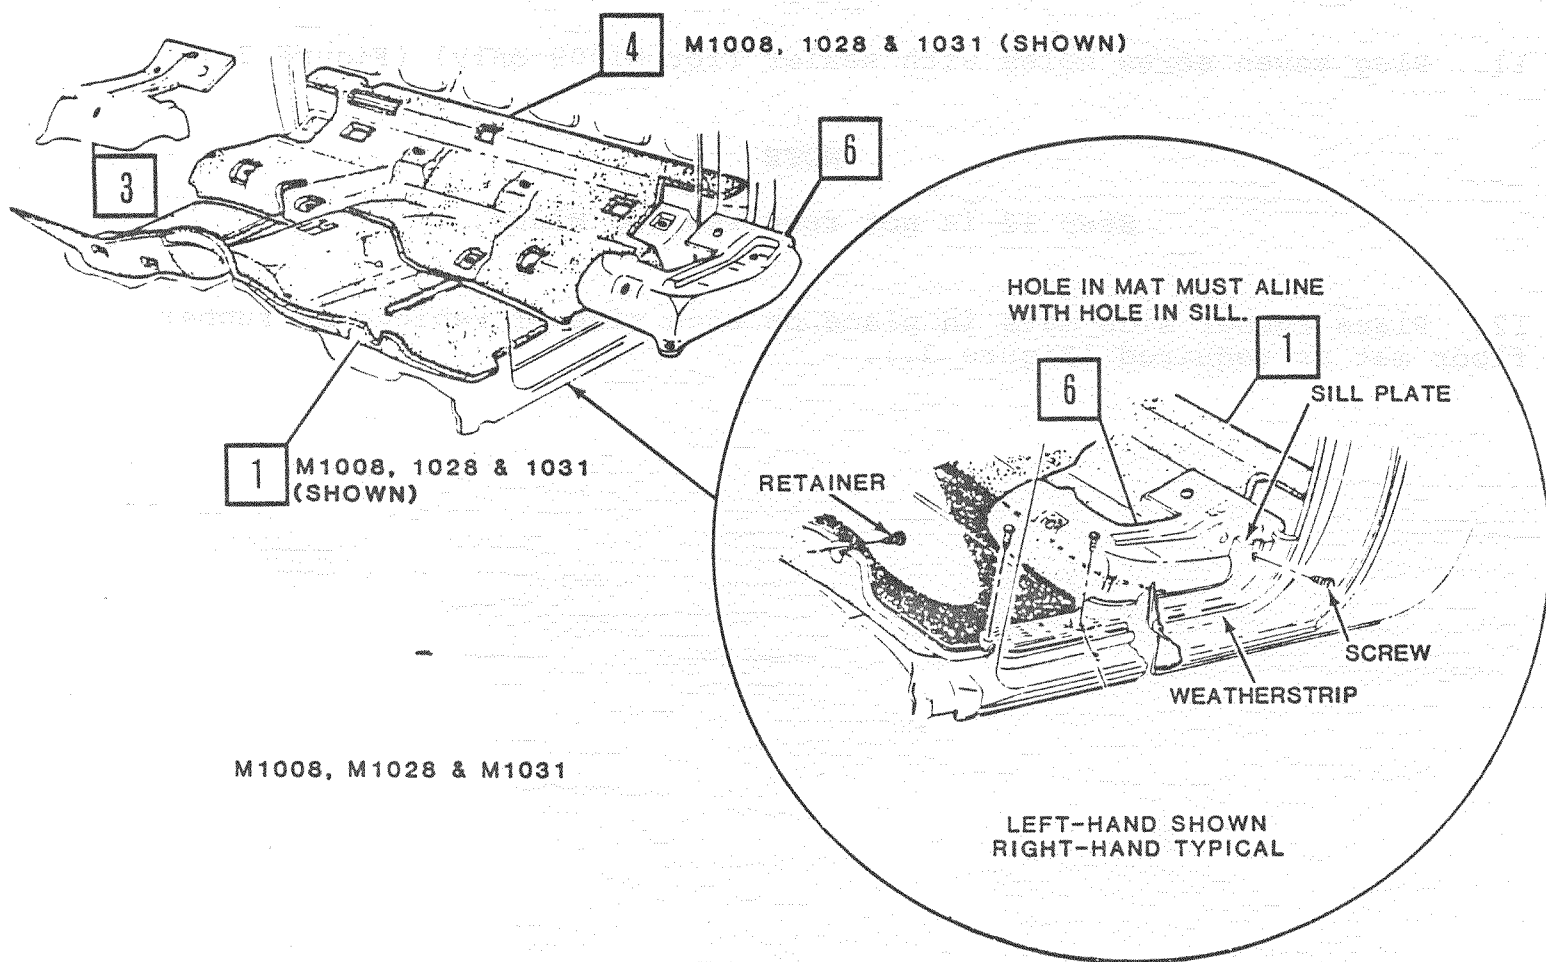 4 M1008, 1028 & 1031 (SHOWN)
3
6
1 M1008, 1028 & 1031
(SHOWN)
HOLE IN MAT MUST ALINE
WITH HOLE IN SILL.
1
6
SILL PLATE
RETAINER
SCREW
WEATHERSTRIP
M1008, M1028 & M1031
LEFT-HAND SHOWN
RIGHT-HAND TYPICAL